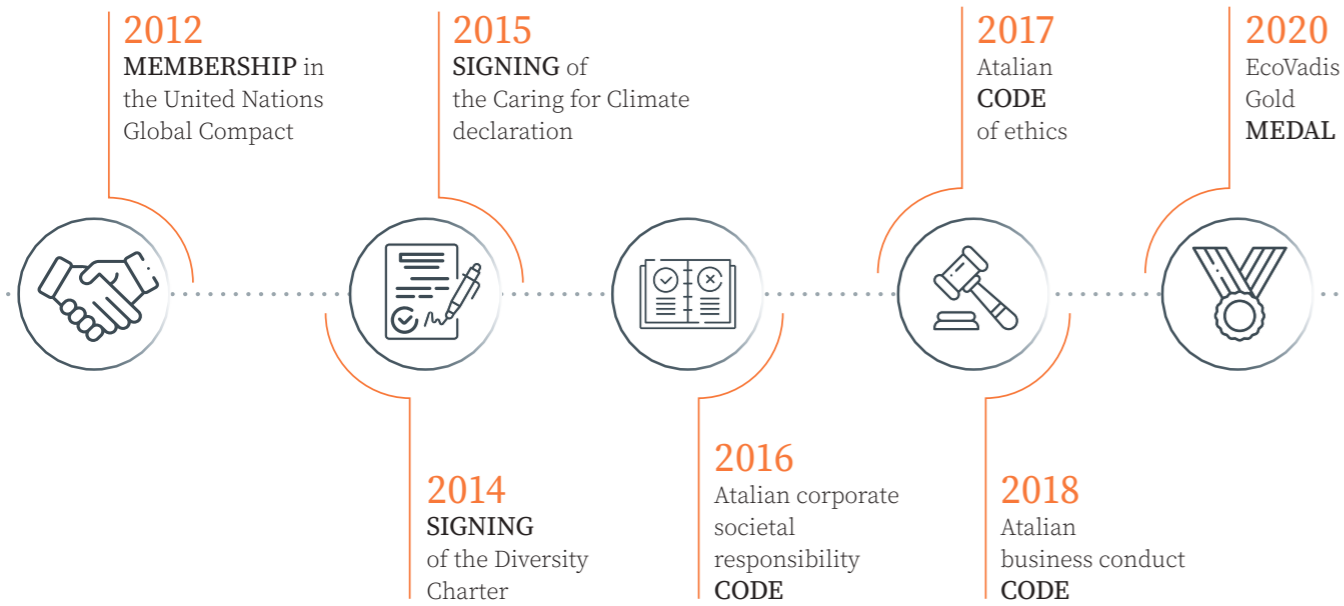 2012
MEMBERSHIP in
the United Nations
Global Compact
2015
SIGNING of
the Caring for Climate
declaration
2017
Atalian
CODE
of ethics
2020
EcoVadis
Gold
MEDAL
2014
SIGNING
of the Diversity
Charter
2016
Atalian corporate
societal
responsibility
CODE
2018
Atalian
business conduct
CODE